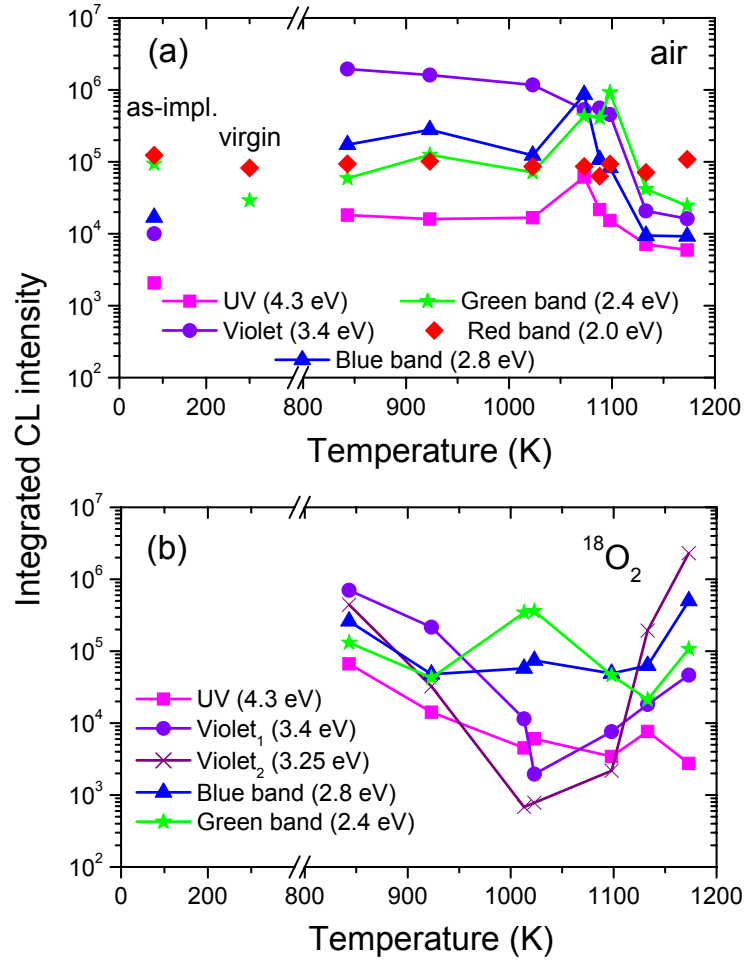 10^7
(a)
air
10^6
as-impl.
virgin
10^5
10^4
10^3
UV (4.3 eV)
Green band (2.4 eV)
Violet (3.4 eV)
Red band (2.0 eV)
Blue band (2.8 eV)
10^2
0 200 800 900 1000 1100 1200
Temperature (K)
Integrated CL intensity
10^7
(b)
^18O_2
10^6
10^5
10^4
10^3
UV (4.3 eV)
Violet_1 (3.4 eV)
Violet_2 (3.25 eV)
Blue band (2.8 eV)
Green band (2.4 eV)
10^2
0 200 800 900 1000 1100 1200
Temperature (K)